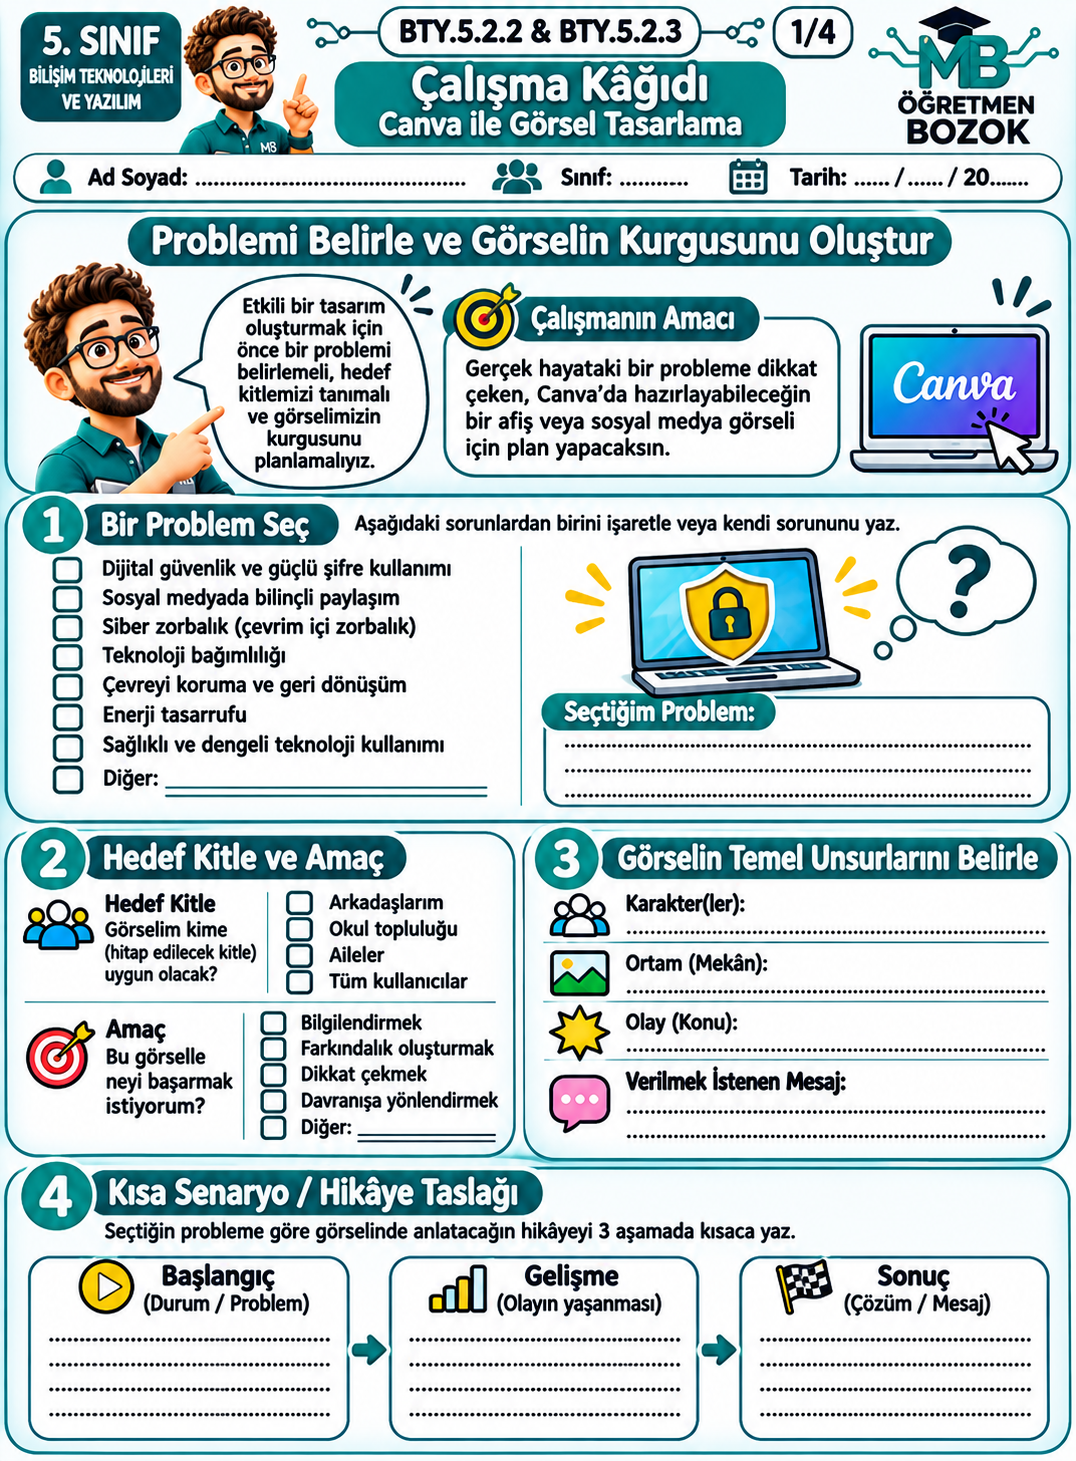 5. SINIF
BİLİŞİM TEKNOLOJİLERİ
VE YAZILIM
MB
BTY.5.2.2 & BTY.5.2.3
1/4
Çalışma Kâğıdı
Canva ile Görsel Tasarlama
MB
ÖĞRETMEN
BOZOK
Ad Soyad: ............................................
Sınıf: ...........
Tarih: ...... / ...... / 20.......
Problemi Belirle ve Görselin Kurgusunu Oluştur
Etkili bir tasarım
oluşturmak için
önce bir problemi
belirlemeli, hedef
kitlemizi tanımalı
ve görselimizin
kurgusunu
planlamalıyız.
Çalışmanın Amacı
Gerçek hayataki bir probleme dikkat
çeken, Canva'da hazırlayabileceğin
bir afiş veya sosyal medya görseli
için plan yapacaksın.
Canva
1 Bir Problem Seç
Aşağıdaki sorunlardan birini işaretle veya kendi sorununu yaz.
Dijital güvenlik ve güçlü şifre kullanımı
Sosyal medyada bilinçli paylaşım
Siber zorbalık (çevrim içi zorbalık)
Teknoloji bağımlılığı
Çevreyi koruma ve geri dönüşüm
Enerji tasarrufu
Sağlıklı ve dengeli teknoloji kullanımı
Diğer:
?
Seçtiğim Problem:
2 Hedef Kitle ve Amaç
Hedef Kitle
Görselim kime
(hitap edilecek kitle)
uygun olacak?
Arkadaşlarım
Okul topluluğu
Aileler
Tüm kullanıcılar
Amaç
Bu görselle
neyi başarmak
istiyorum?
Bilgilendirmek
Farkındalık oluşturmak
Dikkat çekmek
Davranışa yönlendirmek
Diğer:
3 Görselin Temel Unsurlarını Belirle
Karakter(ler):
Ortam (Mekân):
Olay (Konu):
Verilmek İstenen Mesaj:
4 Kısa Senaryo / Hikâye Taslağı
Seçtiğin probleme göre görselinde anlatacağın hikâyeyi 3 aşamada kısaca yaz.
Başlangıç
(Durum / Problem)
Gelişme
(Olayın yaşanması)
Sonuç
(Çözüm / Mesaj)